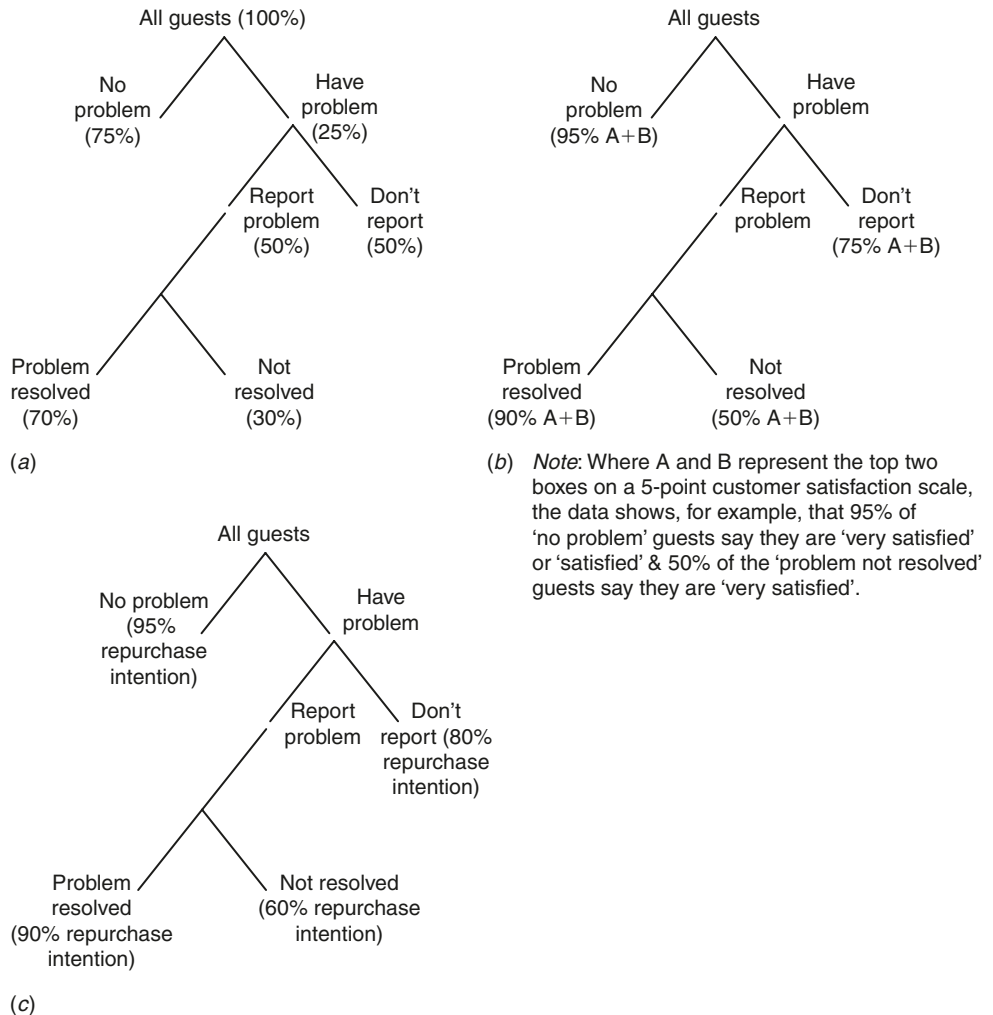 All guests (100%)
No
problem
(75%)
Have
problem
(25%)
Report
problem
(50%)
Don't
report
(50%)
Problem
resolved
(70%)
Not
resolved
(30%)
(a)
All guests
No
problem
(95% A+B)
Have
problem
Report
problem
Don't
report
(75% A+B)
Problem
resolved
(90% A+B)
Not
resolved
(50% A+B)
(b) Note: Where A and B represent the top two
boxes on a 5-point customer satisfaction scale,
the data shows, for example, that 95% of
‘no problem’ guests say they are ‘very satisfied’
or ‘satisfied’ & 50% of the ‘problem not resolved’
guests say they are ‘very satisfied’.
All guests
No problem
(95%
repurchase
intention)
Have
problem
Report
problem
Don't
report (80%
repurchase
intention)
Problem
resolved
(90% repurchase
intention)
Not resolved
(60% repurchase
intention)
(c)